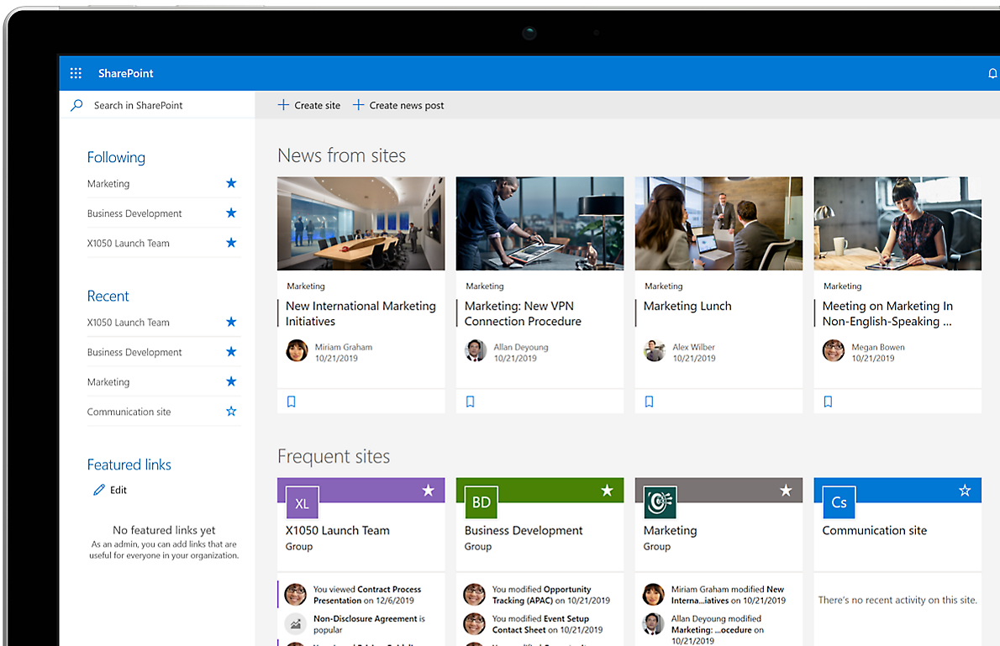 SharePoint
Search in SharePoint
Create site
Create news post
Following
Marketing
Business Development
X1050 Launch Team
Recent
X1050 Launch Team
Business Development
Marketing
Communication site
Featured links
Edit
No featured links yet
As an admin, you can add links that are
useful for everyone in your organization.
News from sites
Marketing
New International Marketing
Initiatives
Miriam Graham
10/21/2019
Marketing
Marketing: New VPN
Connection Procedure
Allan Deyoung
10/21/2019
Marketing
Marketing Lunch
Alex Wilber
10/21/2019
Marketing
Meeting on Marketing In
Non-English-Speaking ...
Megan Bowen
10/21/2019
Frequent sites
XL
X1050 Launch Team
Group
You viewed Contract Process
Presentation on 12/6/2019
Non-Disclosure Agreement is
popular
BD
Business Development
Group
You modified Opportunity
Tracking (APAC) on 10/21/2019
You modified Event Setup
Contact Sheet on 10/21/2019
Marketing
Group
Miriam Graham modified New
Interna...iatives on 10/21/2019
Allan Deyoung modified
Marketing: ...ocedure on
10/21/2019
Cs
Communication site
There's no recent activity on this site.